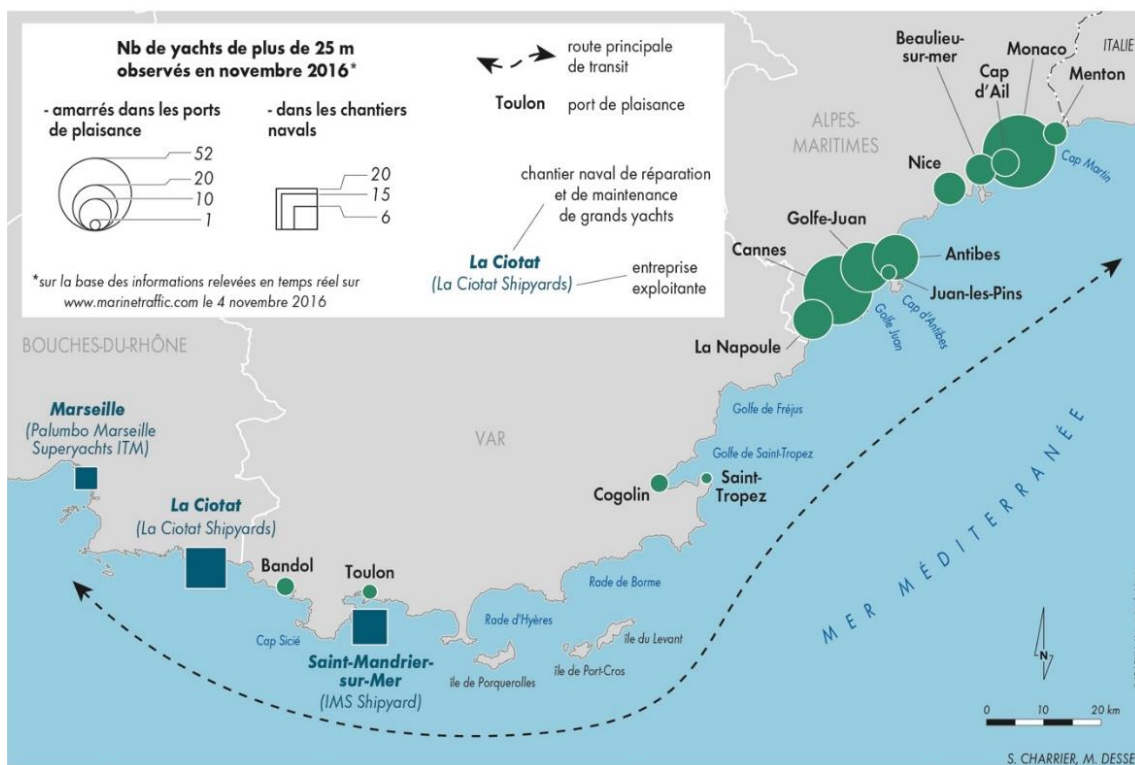 Nb de yachts de plus de 25 m
observés en novembre 2016*
- amarrés dans les ports
de plaisance
52
20
10
1
- dans les chantiers
navals
20
15
6
*sur la base des informations relevées en temps réel sur
www.marinetraffic.com le 4 novembre 2016
route principale
de transit
Toulon
port de plaisance
chantier naval de réparation
et de maintenance
de grands yachts
La Ciotat
(La Ciotat Shipyards)
entreprise
exploitante
Beaulieu-
sur-mer
Monaco
ITALIE
Cap
d'Ail
Menton
ALPES-
MARITIMES
Nice
Cap Martin
Golfe-Juan
Cannes
Antibes
Juan-les-Pins
Cap d'Antibes
Golfe Juan
La Napoule
BOUCHES-DU-RHÔNE
Marseille
(Palumbo Marseille
Superyachts ITM)
VAR
Golfe de Fréjus
Golfe de Saint-Tropez
Cogolin
Saint-
Tropez
La Ciotat
(La Ciotat Shipyards)
Bandol
Toulon
Rade de Borme
Rade d'Hyères
Cap Sicié
Saint-Mandrier-
sur-Mer
(IMS Shipyard)
île du Levant
île de Port-Cros
île de Porquerolles
MER MÉDITERRANÉE
N
0 10 20 km
S. CHARRIER, M. DESSE